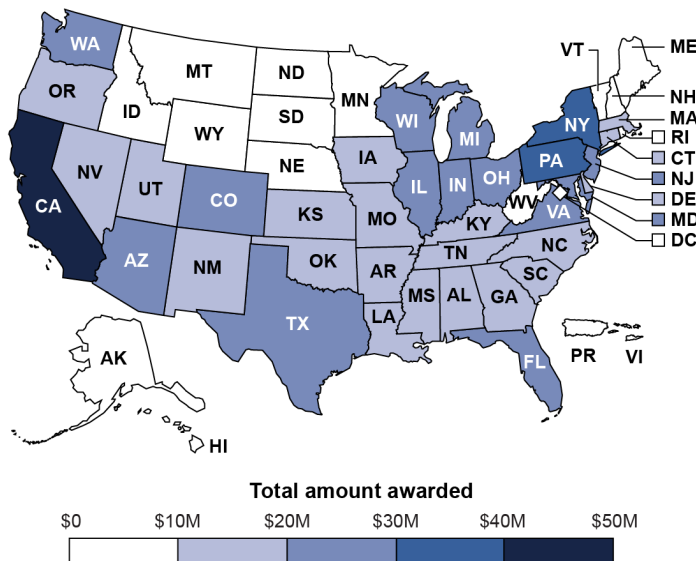 WA
MT
ND
MN
VT
ME
OR
ID
SD
WI
MI
NY
NH
MA
WY
RI
IA
NE
PA
CT
NV
NJ
UT
CO
IL
IN
OH
DE
CA
KS
MO
WV
VA
MD
KY
DC
AZ
NM
OK
AR
TN
NC
SC
MS
AL
GA
TX
LA
FL
AK
PR
VI
HI
Total amount awarded
$0 $10M $20M $30M $40M $50M